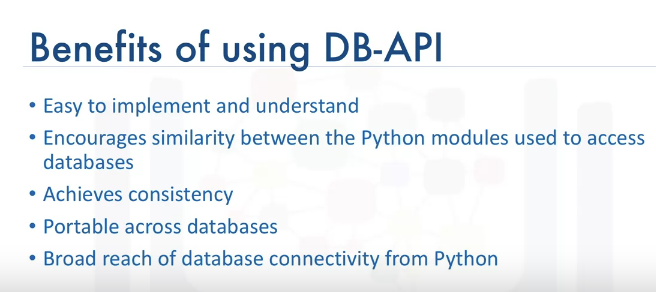 Benefits of using DB-API
• Easy to implement and understand
• Encourages similarity between the Python modules used to access
databases
• Achieves consistency
• Portable across databases
• Broad reach of database connectivity from Python